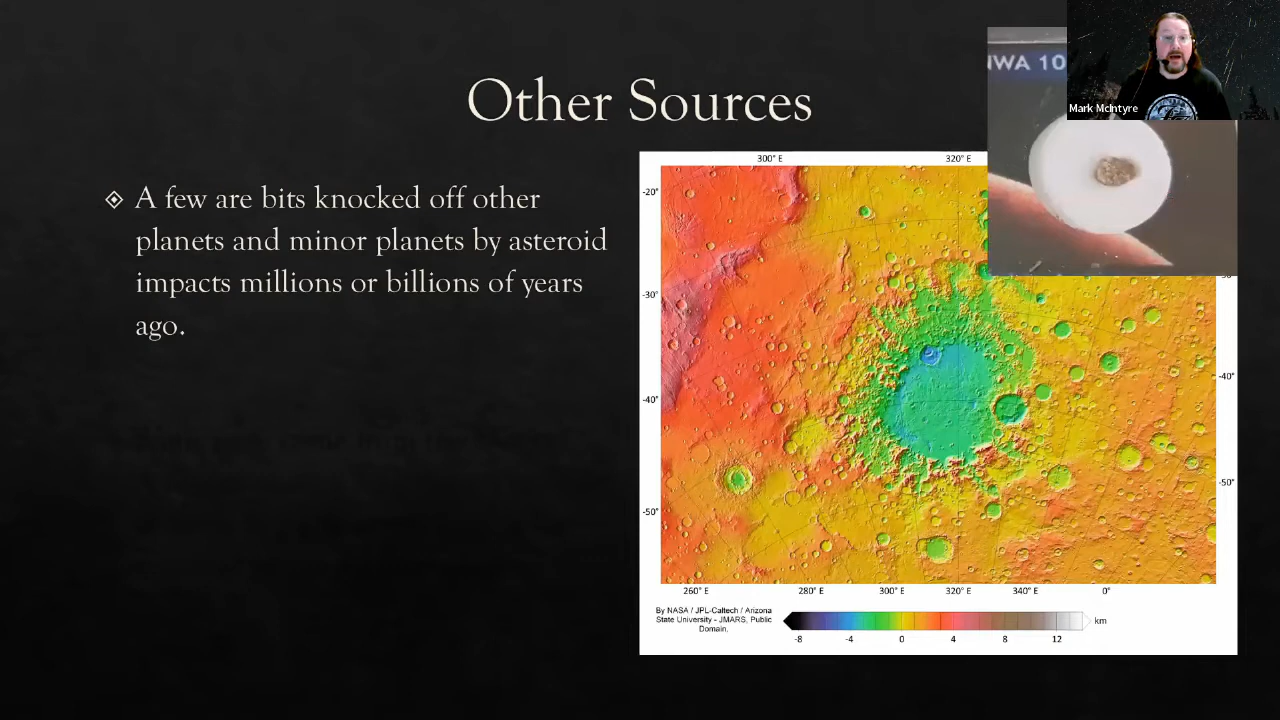 Other Sources
NWA 10
Mark McIntyre
A few are bits knocked off other
planets and minor planets by asteroid
impacts millions or billions of years
ago.
300° E 320° E
-20°
-30°
-40°
-50°
-40°
-50°
260° E 280° E 300° E 320° E 340° E 0°
By NASA / JPL-Caltech / Arizona
State University - JMARS, Public
Domain,
km
-8 -4 0 4 8 12